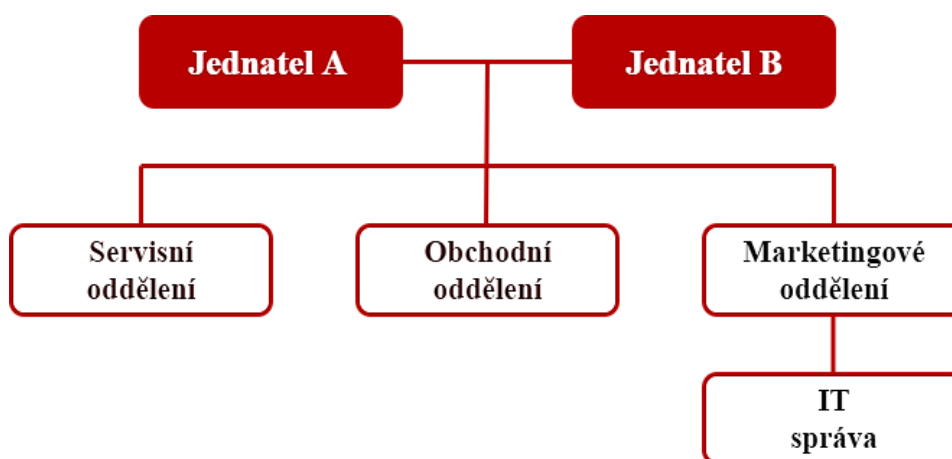 Jednatel A
Jednatel B
Servisní
oddělení
Obchodní
oddělení
Marketingové
oddělení
IT
správa